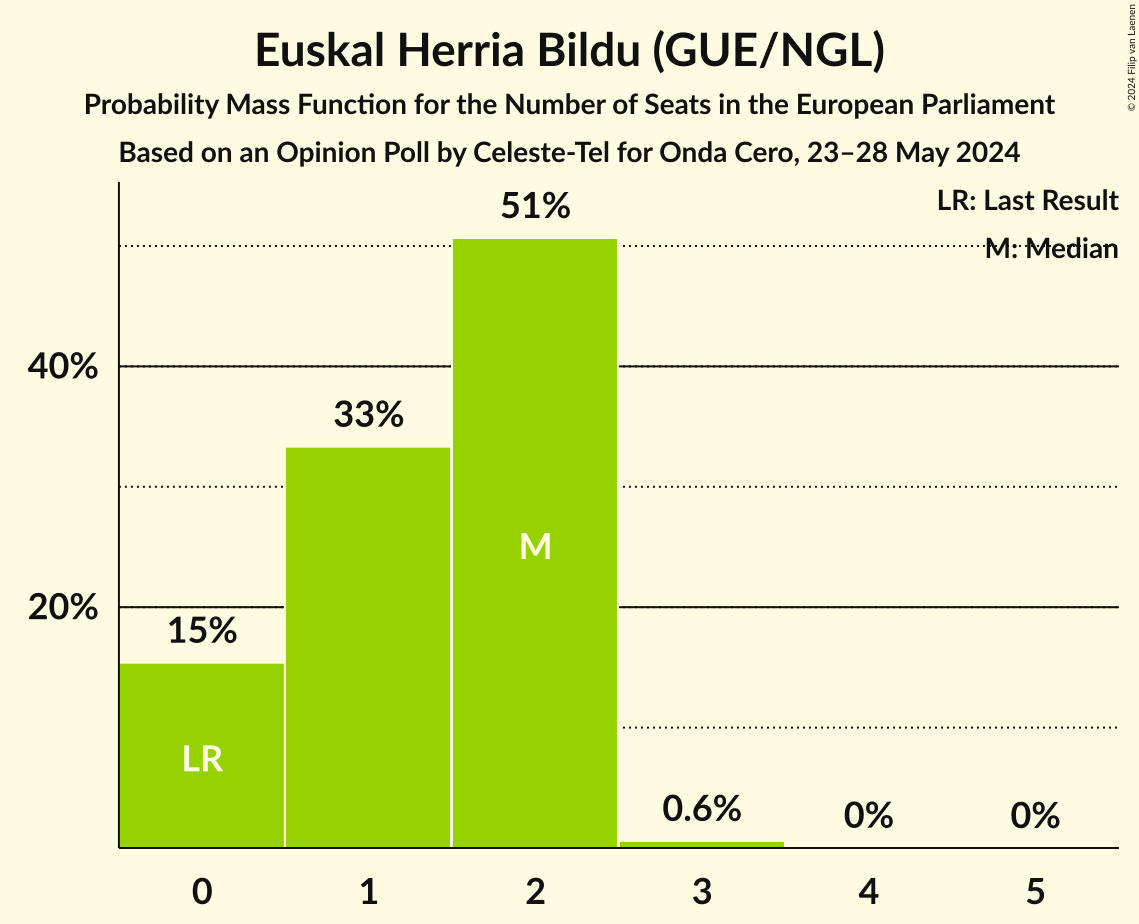 Euskal Herria Bildu (GUE/NGL)
Probability Mass Function for the Number of Seats in the European Parliament
Based on an Opinion Poll by Celeste-Tel for Onda Cero, 23–28 May 2024
© 2024 Filip van Laenen
LR: Last Result
M: Median
51%
40%
33%
M
20%
15%
LR
0.6%
0%
0%
0
1
2
3
4
5